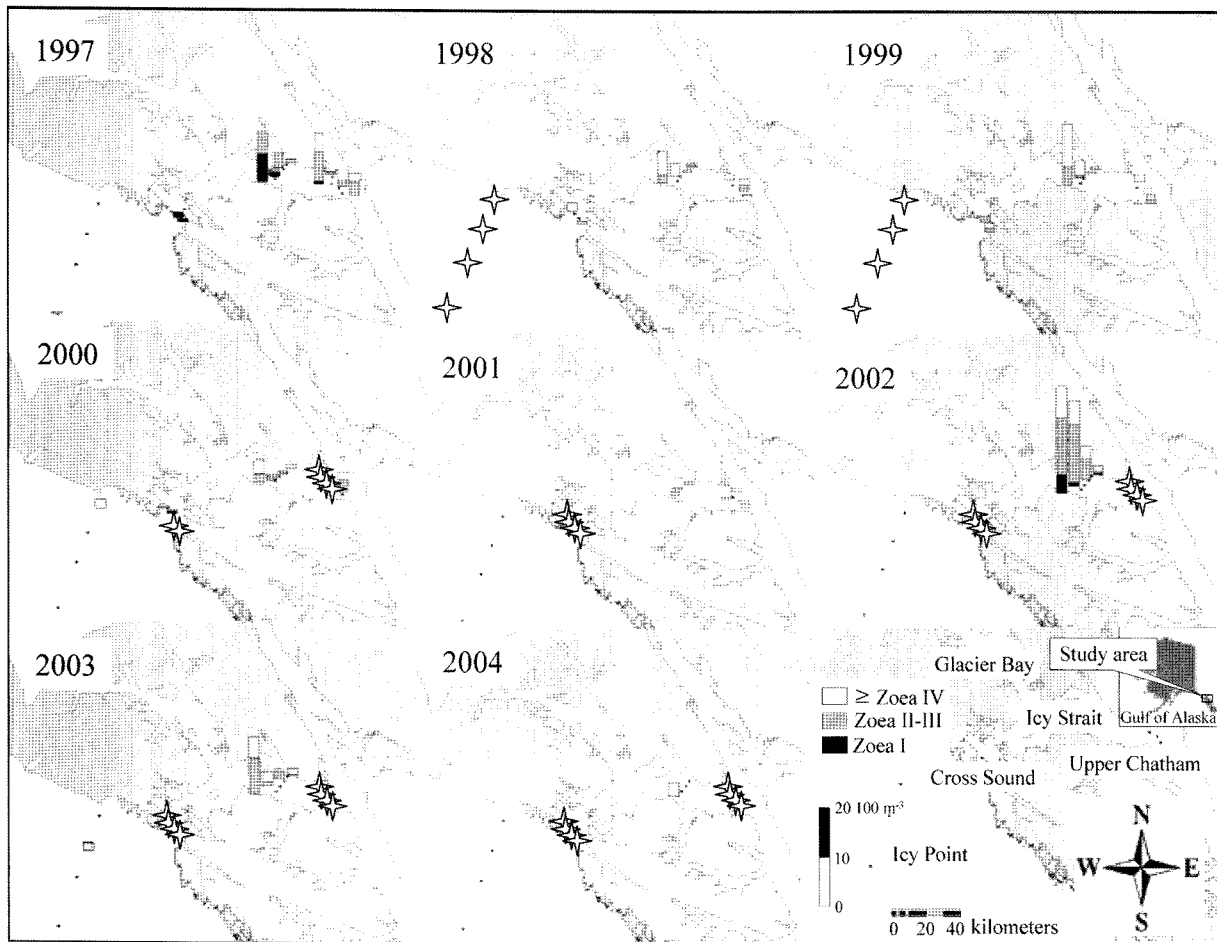 1997
1998
1999
2000
2001
2002
2003
2004
Glacier Bay
Study area
≥ Zoea IV
Zoea II-III
Zoea I
Icy Strait
Gulf of Alaska
Cross Sound
Upper Chatham
20 100 m⁻³
10
0
Icy Point
N
W E
S
0 20 40 kilometers